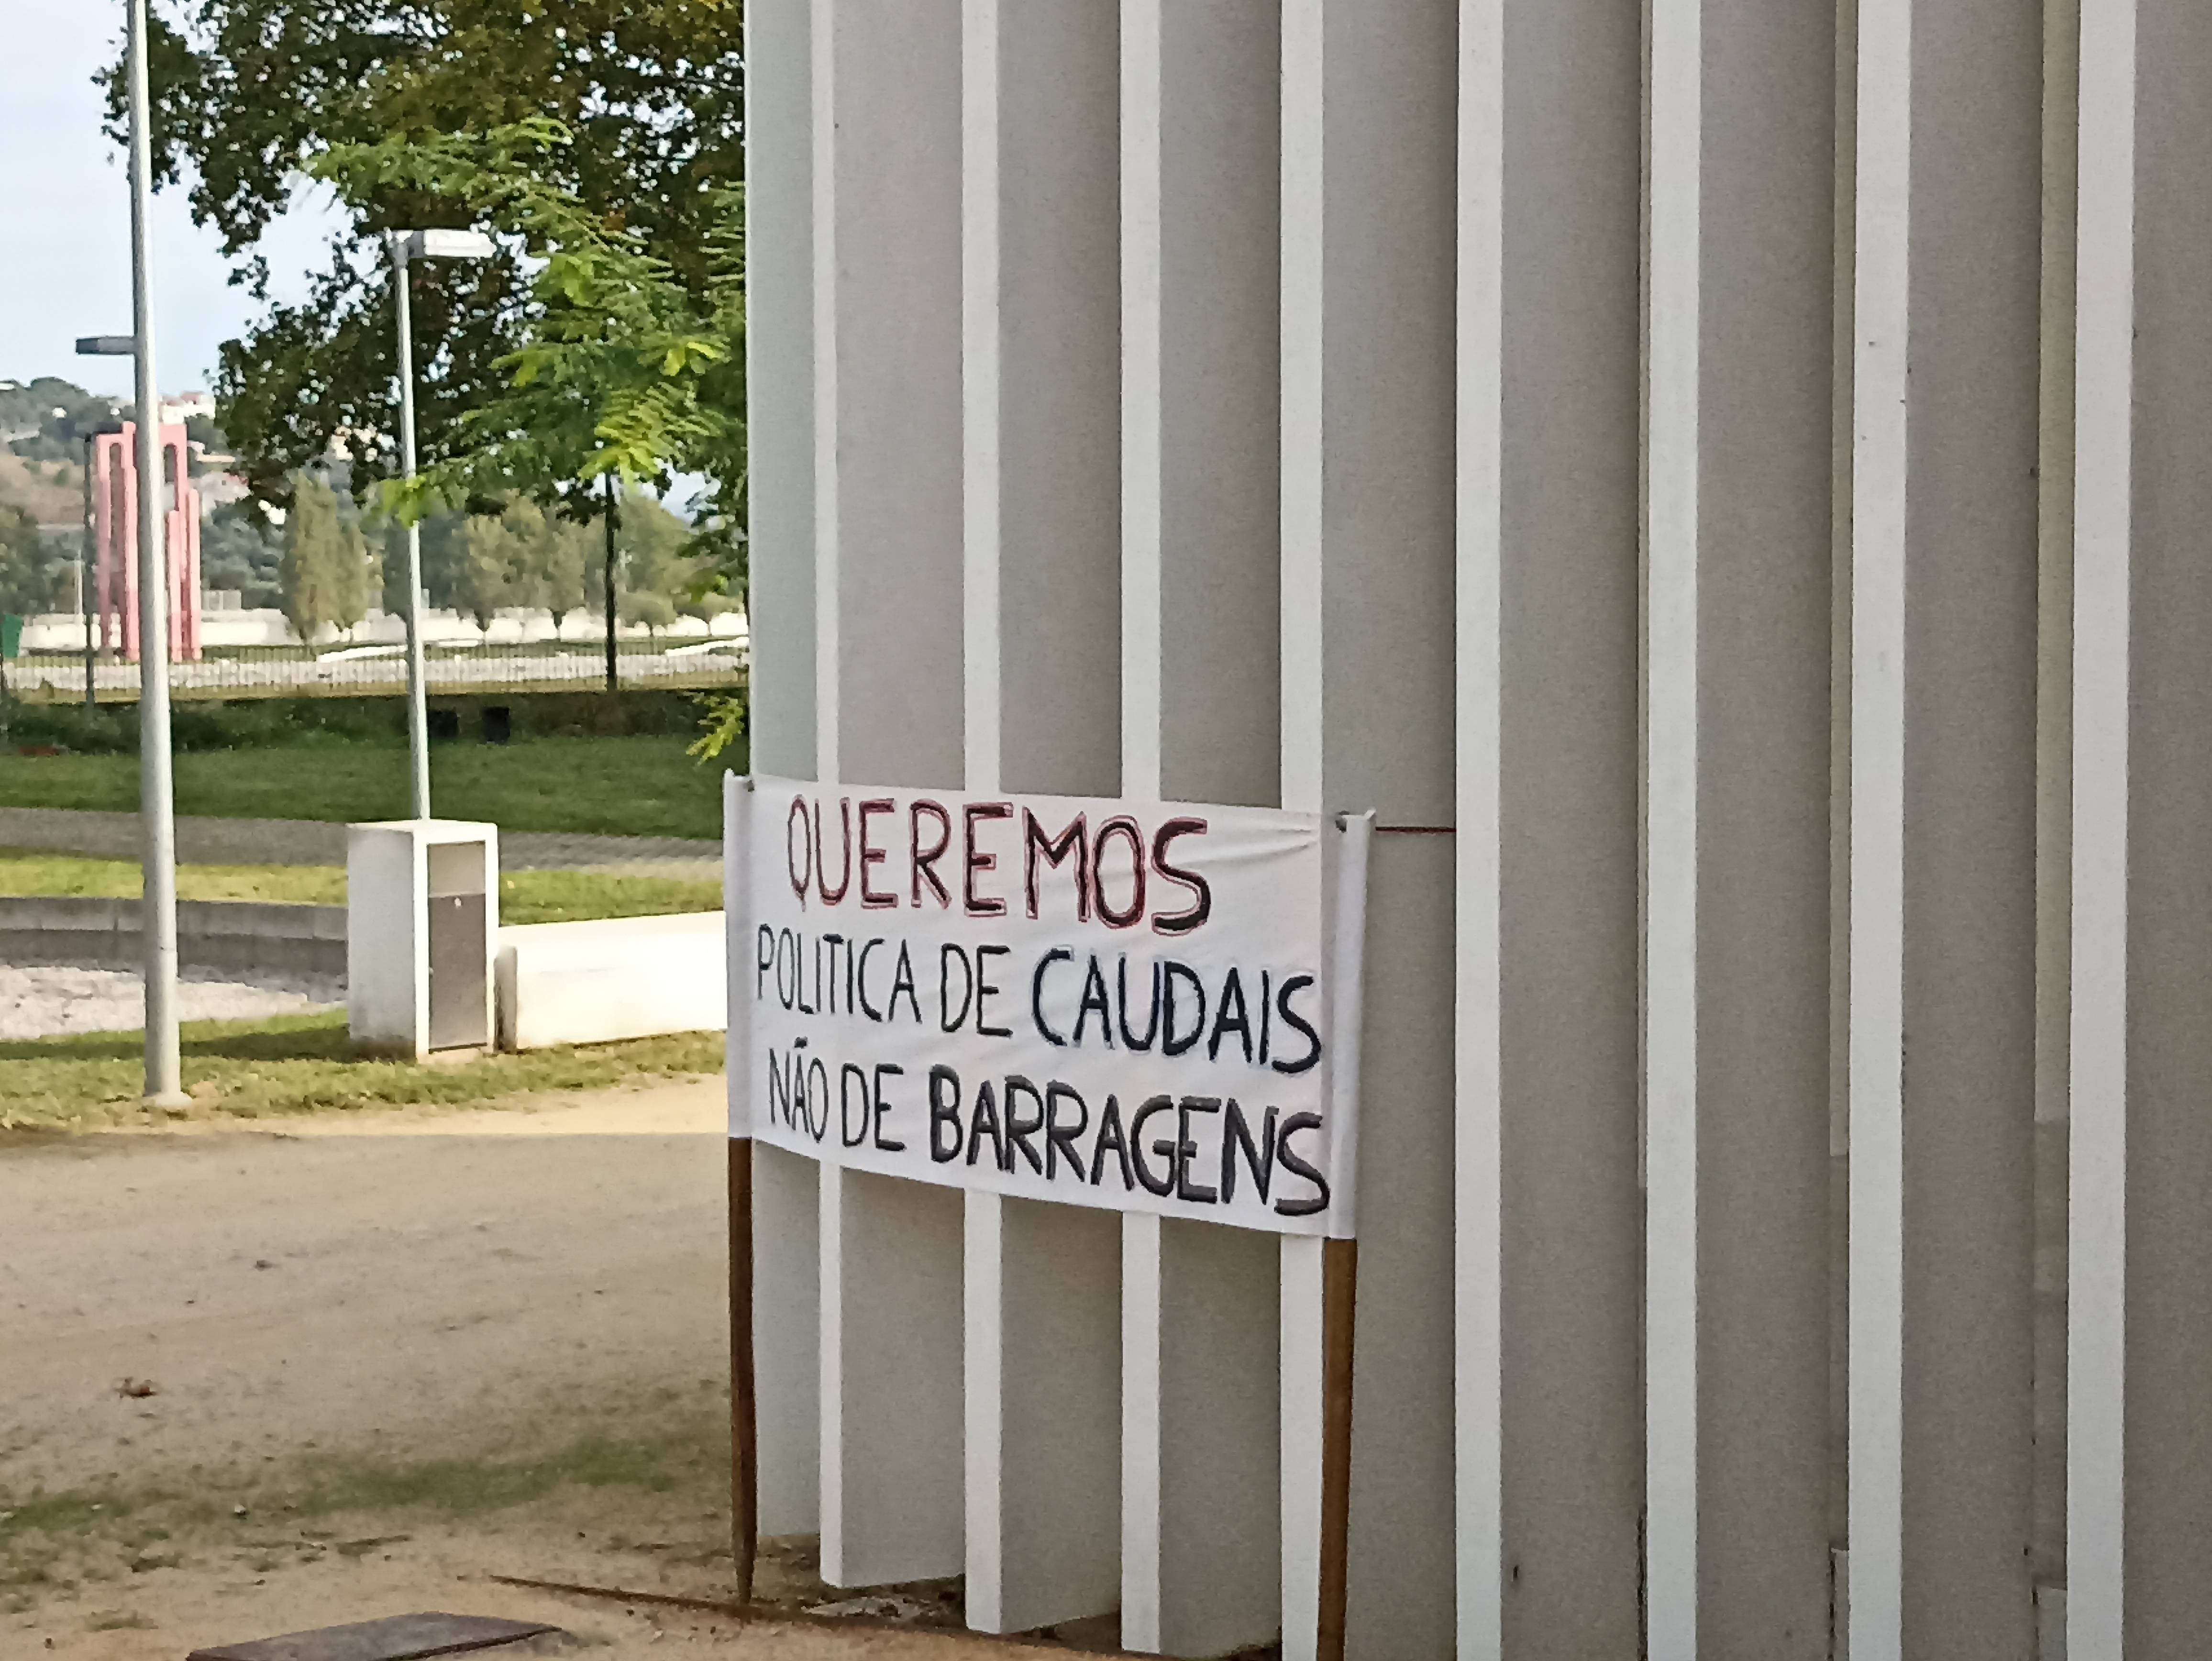 QUEREMOS
POLITICA DE CAUDAIS
NÃO DE BARRAGENS